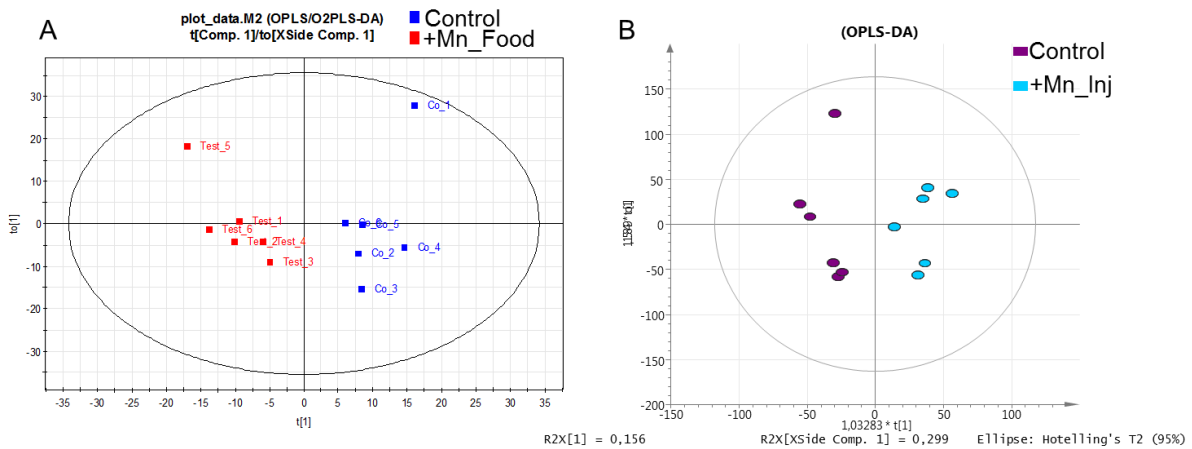 A
plot_data.M2 (OPLS/O2PLS-DA)
t[Comp. 1]/to[XSide Comp. 1]
Control
+Mn_Food
to[1]
30
20
10
0
-10
-20
-30
Co_1
Test_5
Test_1
Test_6
Test_4
Test_3
Co_5
Co_4
Co_2
Co_3
-35 -30 -25 -20 -15 -10 -5 0 5 10 15 20 25 30 35
t[1]
R2X[1] = 0,156
B
(OPLS-DA)
Control
+Mn_Inj
150
100
50
0
-50
-100
-150
-200
-150 -100 -50 0 50 100
1,03283 * t[1]
R2X[XSide Comp. 1] = 0,299 Ellipse: Hotelling's T2 (95%)